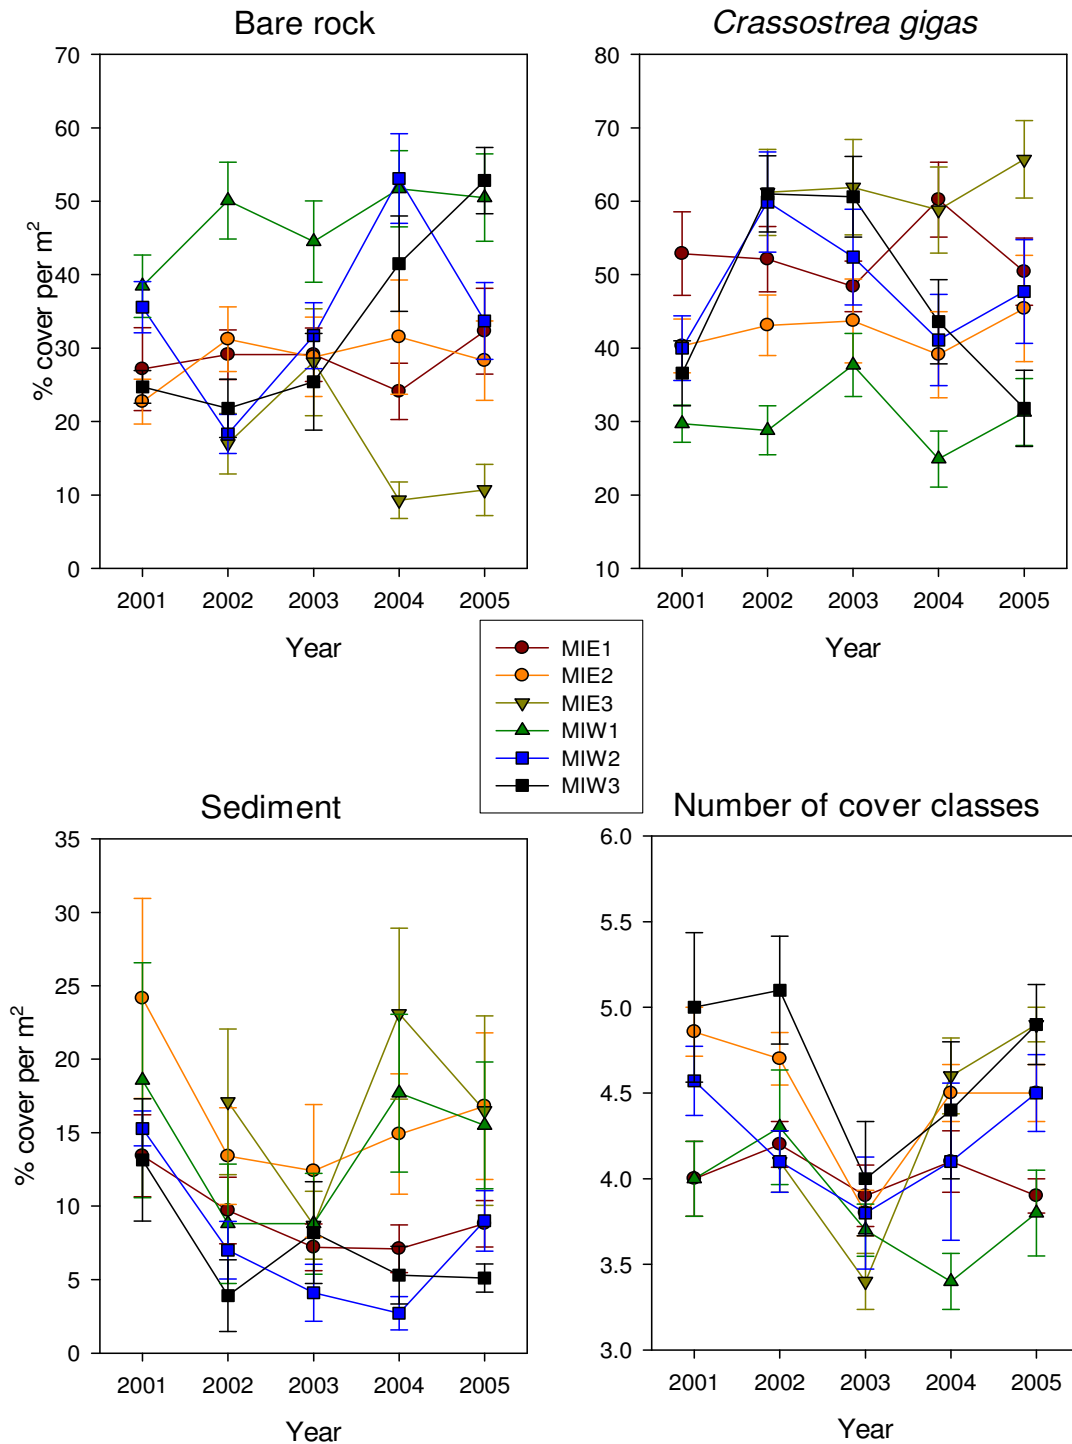 Bare rock
Crassostrea gigas
70
60
50
40
30
20
10
0
% cover per m²
2001 2002 2003 2004 2005
Year
80
70
60
50
40
30
20
10
2001 2002 2003 2004 2005
Year
MIE1
MIE2
MIE3
MIW1
MIW2
MIW3
Sediment
Number of cover classes
35
30
25
20
15
10
5
0
% cover per m²
2001 2002 2003 2004 2005
Year
6.0
5.5
5.0
4.5
4.0
3.5
3.0
2001 2002 2003 2004 2005
Year